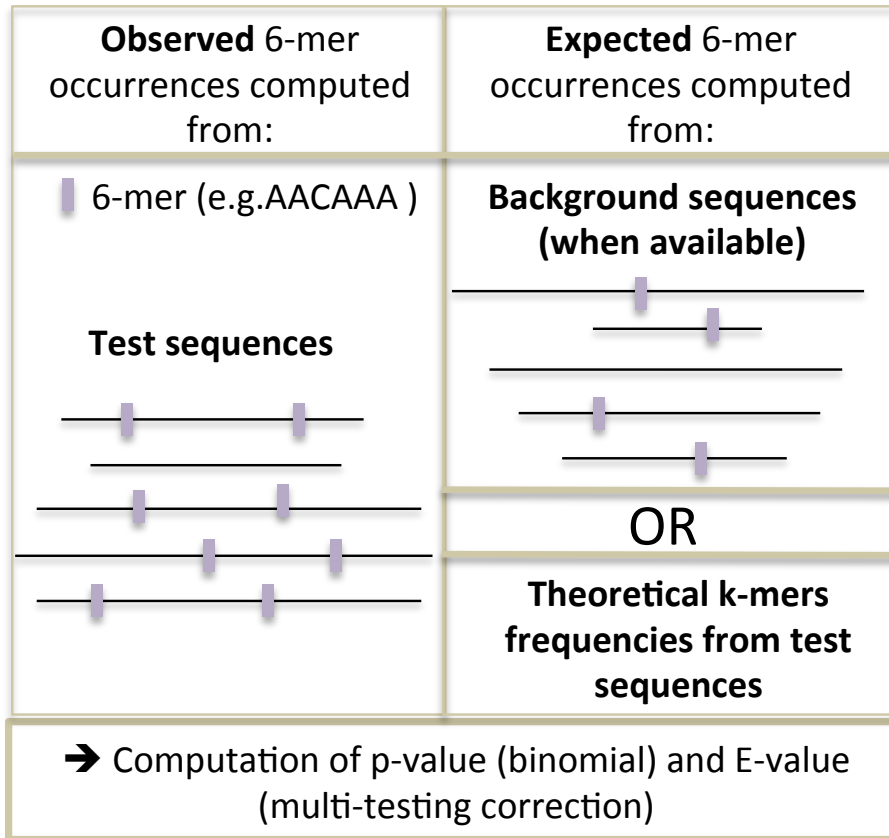 Observed 6-mer
occurrences computed
from:
Expected 6-mer
occurrences computed
from:
6-mer (e.g.AACAAA )
Test sequences
Background sequences
(when available)
OR
Theoretical k-mers
frequencies from test
sequences
➔ Computation of p-value (binomial) and E-value
(multi-testing correction)